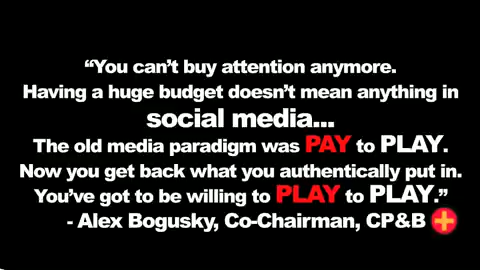 “You can’t buy attention anymore.
Having a huge budget doesn’t mean anything in
social media...
The old media paradigm was PAY to PLAY.
Now you get back what you authentically put in.
You’ve got to be willing to PLAY to PLAY.”
- Alex Bogusky, Co-Chairman, CP&B